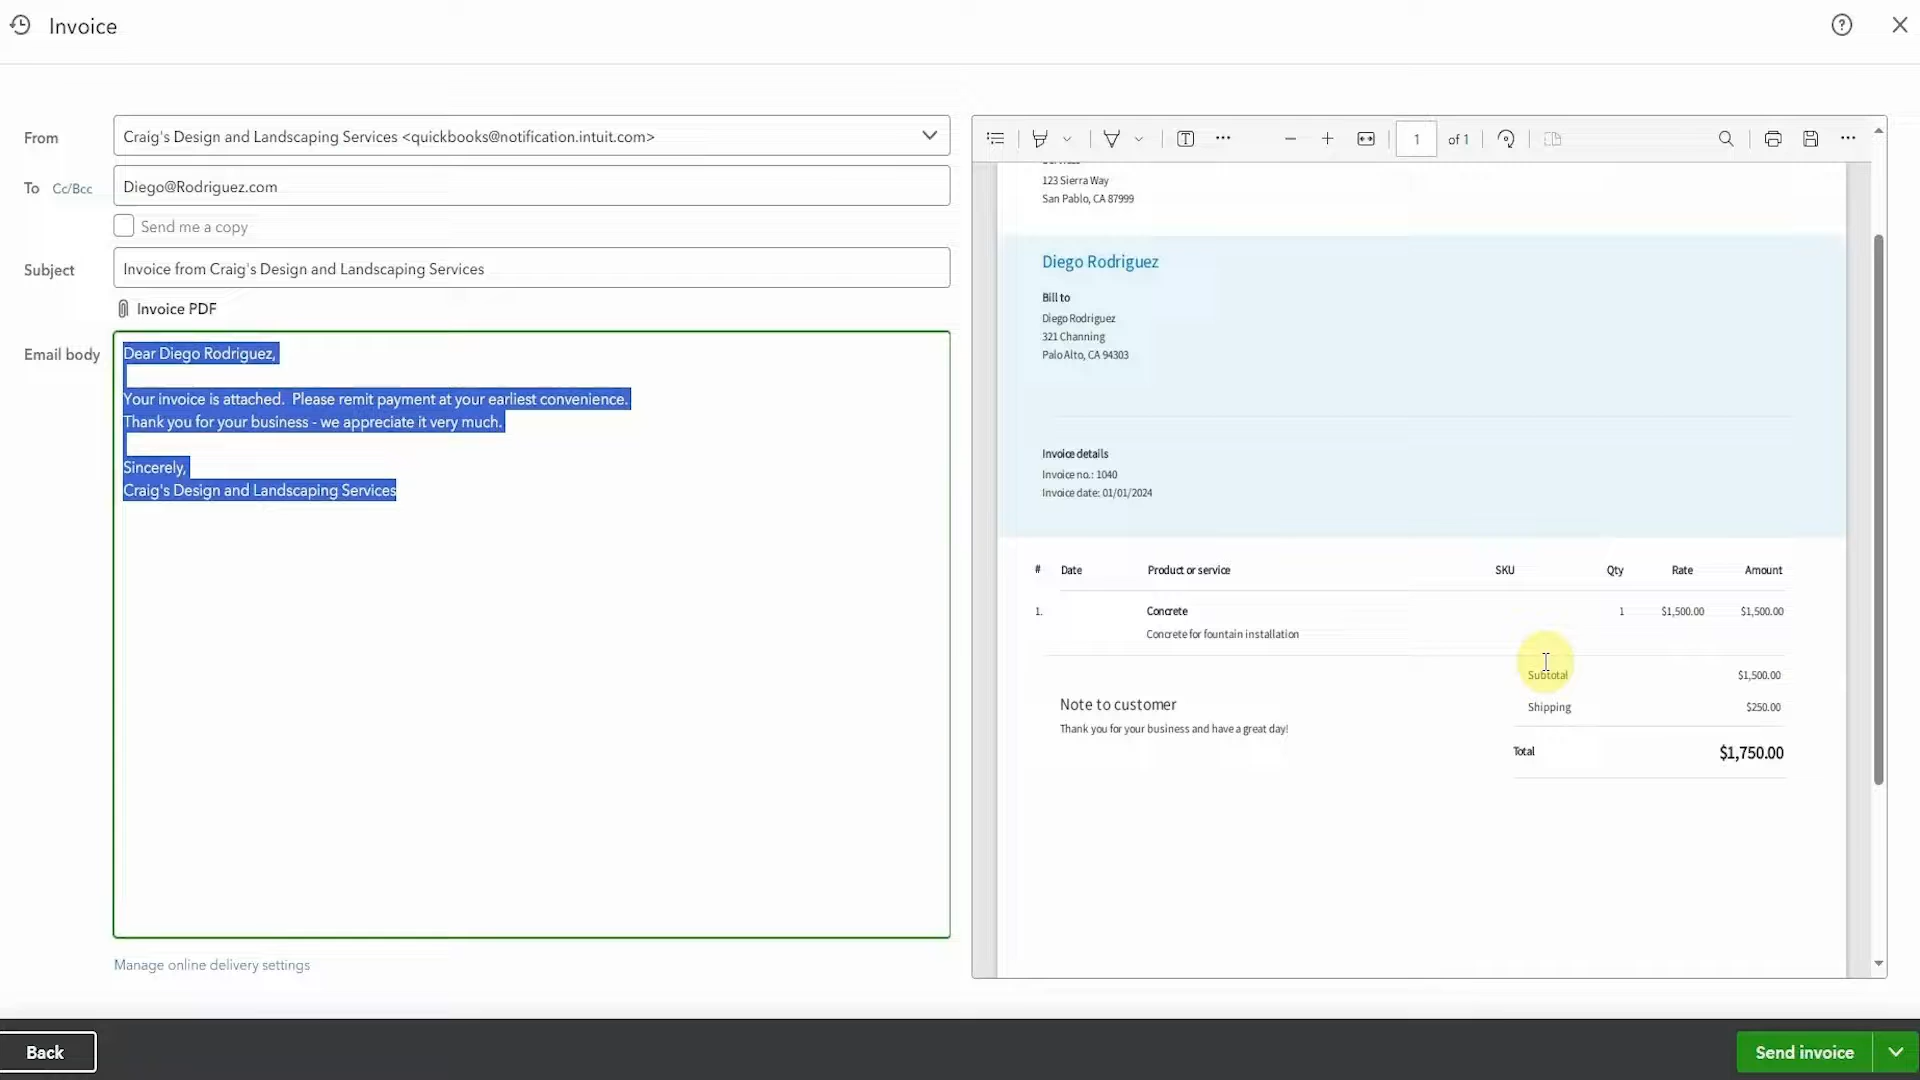 Invoice
From
Craig's Design and Landscaping Services <quickbooks@notification.intuit.com>
To Cc/Bcc
Diego@Rodriguez.com
Send me a copy
Subject
Invoice from Craig's Design and Landscaping Services
Invoice PDF
Email body
Dear Diego Rodriguez,
Your invoice is attached.  Please remit payment at your earliest convenience.
Thank you for your business - we appreciate it very much.
Sincerely,
Craig's Design and Landscaping Services
Manage online delivery settings
1 of 1
123 Sierra Way
San Pablo, CA 87999
Diego Rodriguez
Bill to
Diego Rodriguez
321 Channing
Palo Alto, CA 94303
Invoice details
Invoice no.: 1040
Invoice date: 01/01/2024
# Date Product or service SKU Qty Rate Amount
1. Concrete 1 $1,500.00 $1,500.00
Concrete for fountain installation
Subtotal $1,500.00
Shipping $250.00
Total $1,750.00
Note to customer
Thank you for your business and have a great day!
Back
Send invoice